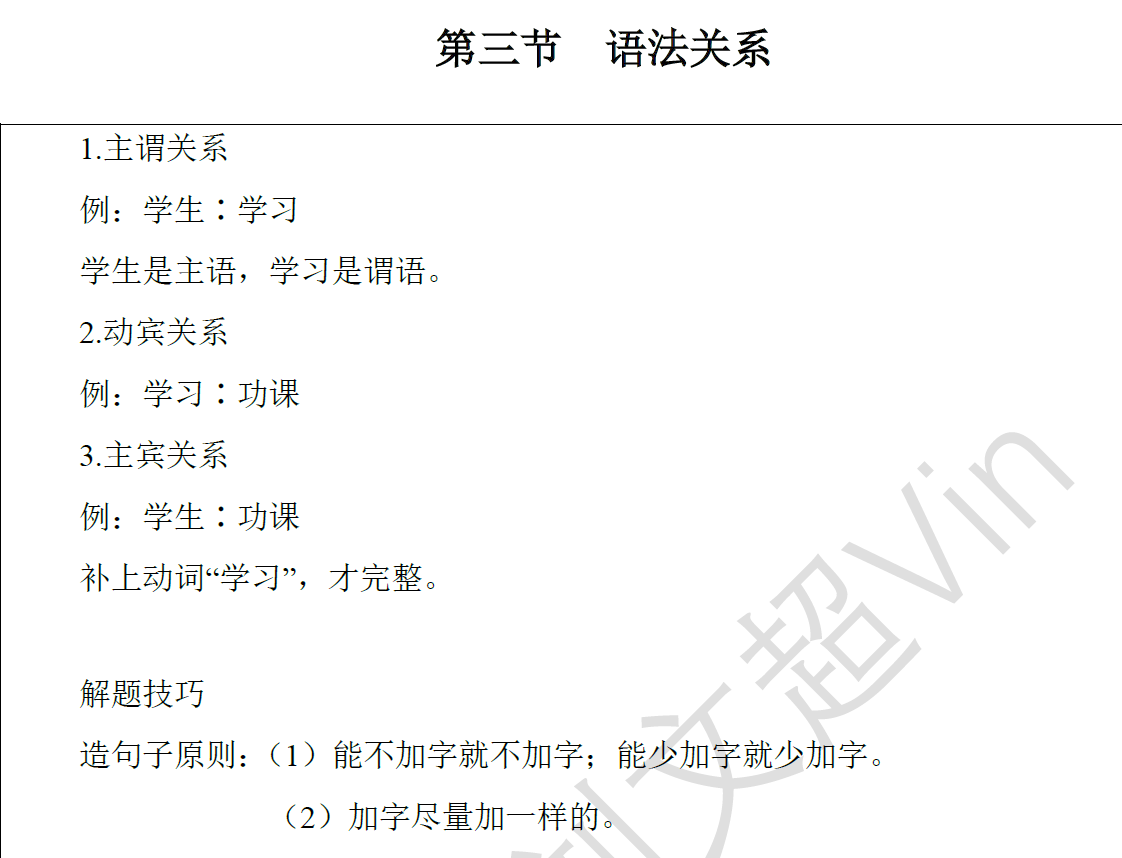 第三节　语法关系
1.主谓关系
例：学生∶学习
学生是主语，学习是谓语。
2.动宾关系
例：学习∶功课
3.主宾关系
例：学生∶功课
补上动词“学习”，才完整。
解题技巧
造句子原则：（1）能不加字就不加字；能少加字就少加字。
（2）加字尽量加一样的。
文超Vin